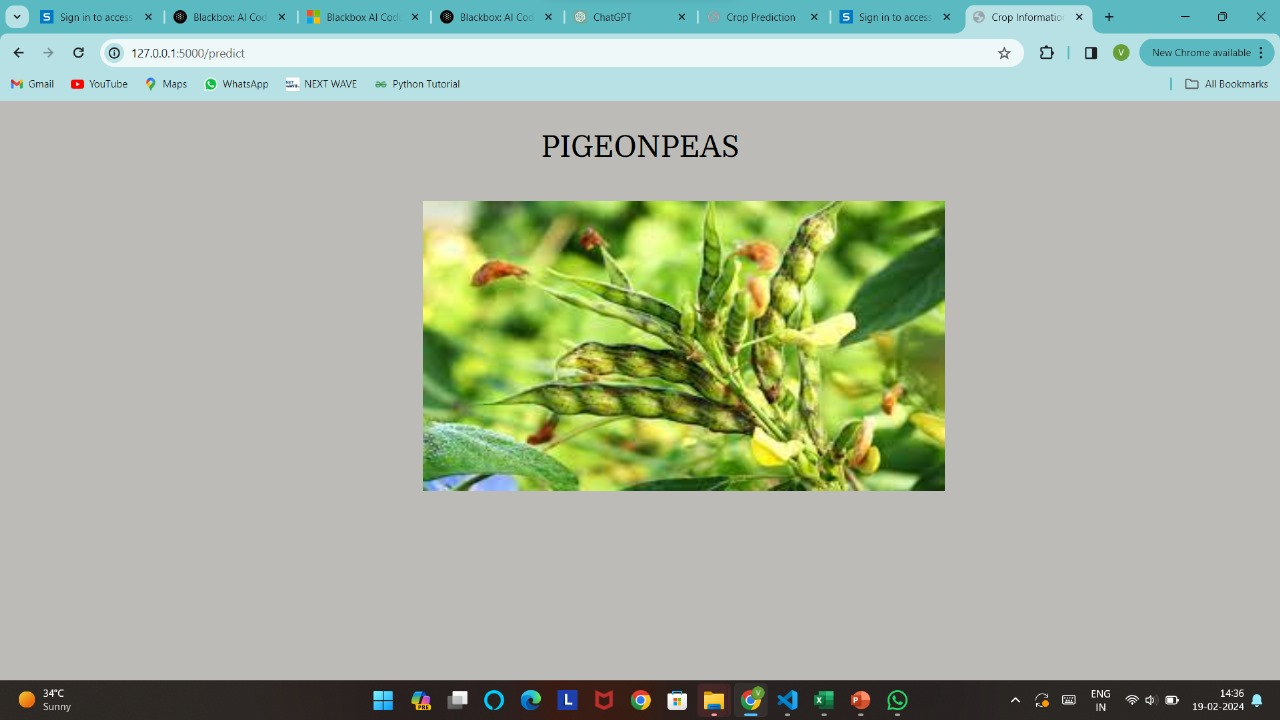 Sign in to access
Blackbox: AI Cod
Blackbox AI Code
Blackbox: AI Cod
ChatGPT
Crop Prediction
Sign in to access
Crop Information
127.0.0.1:5000/predict
V
New Chrome available
Gmail
YouTube
Maps
WhatsApp
NEXT WAVE
Python Tutorial
All Bookmarks
PIGEONPEAS
34°C
Sunny
PRE
L
V
ENG
IN
14:36
19-02-2024